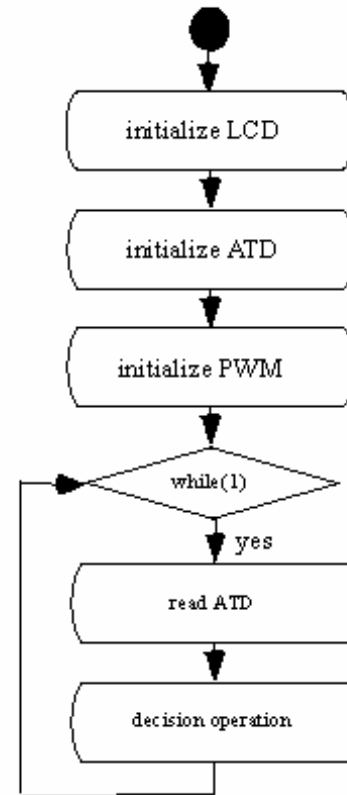 initialize LCD
initialize ATD
initialize PWM
while(1)
yes
read ATD
decision operation